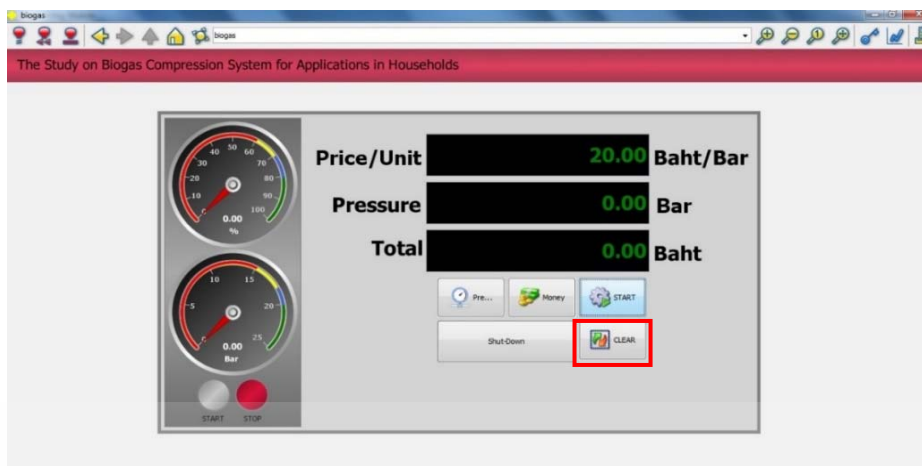 biogas
biogas
The Study on Biogas Compression System for Applications in Households
0 10 20 30 40 50 60 70 80 90 100
0.00
%
Price/Unit 20.00 Baht/Bar
Pressure 0.00 Bar
Total 0.00 Baht
0 5 10 15 20 25
0.00
Bar
Pre... Money START
Shut-Down CLEAR
START STOP